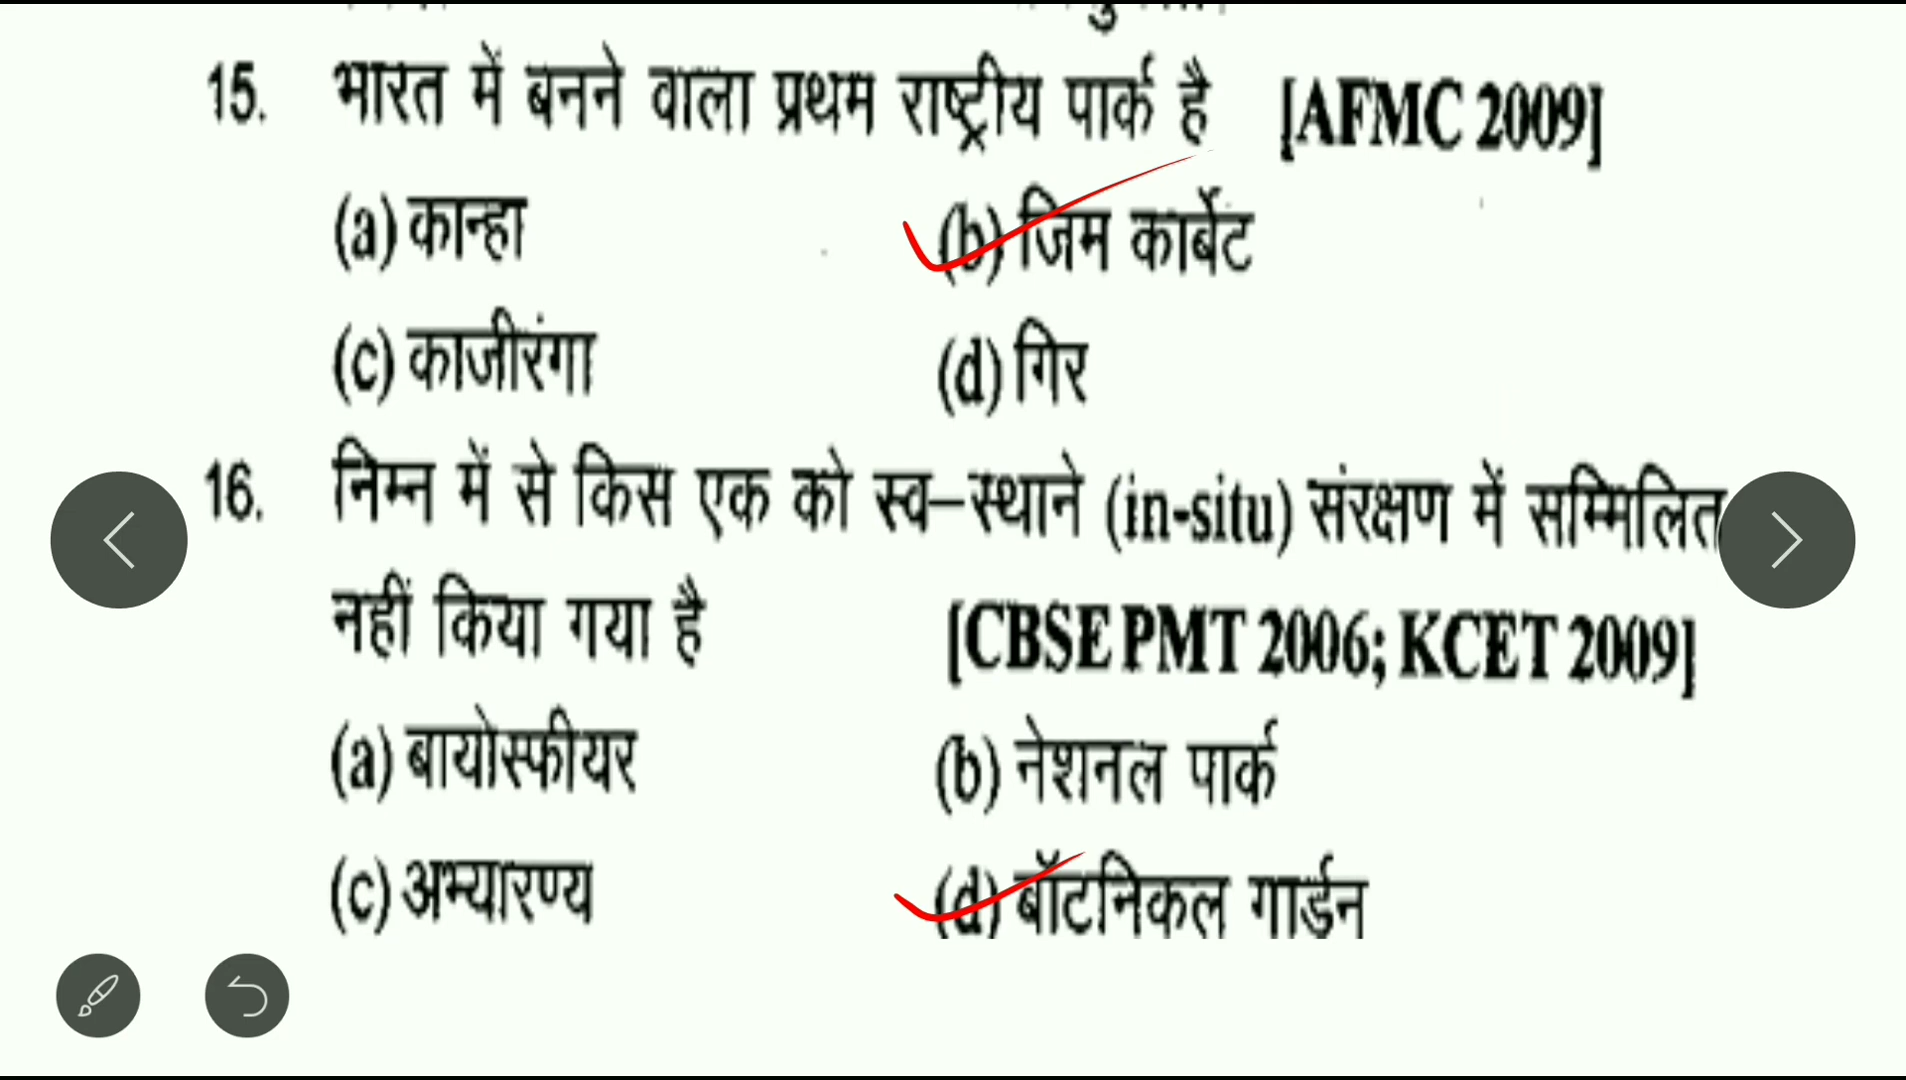 15. भारत में बनने वाला प्रथम राष्ट्रीय पार्क है [AFMC 2009]
(a) कान्हा (b) जिम कार्बेट
(c) काजीरंगा (d) गिर
16. निम्न में से किस एक को स्व–स्थाने (in-situ) संरक्षण में सम्मिलित
नहीं किया गया है [CBSE PMT 2006; KCET 2009]
(a) बायोस्फीयर (b) नेशनल पार्क
(c) अभ्यारण्य (d) बॉटनिकल गार्डन